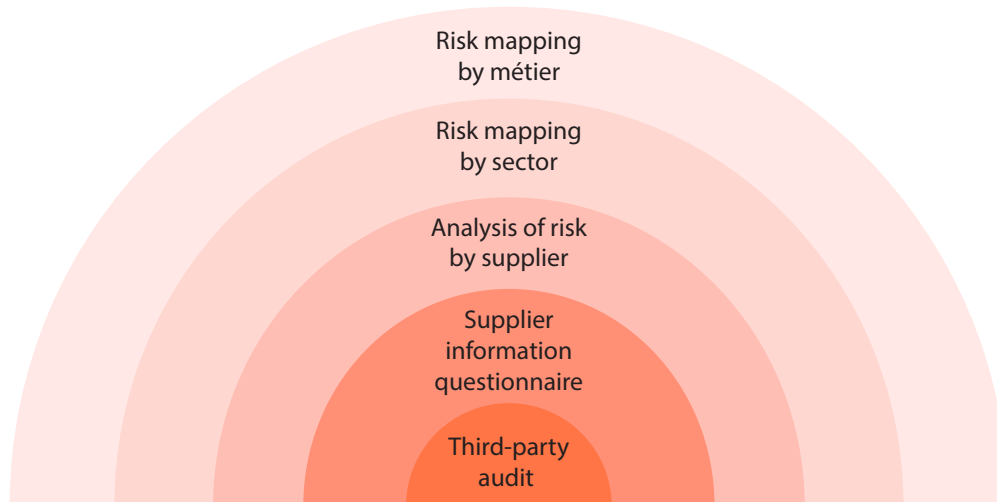 Risk mapping
by métier
Risk mapping
by sector
Analysis of risk
by supplier
Supplier
information
questionnaire
Third-party
audit